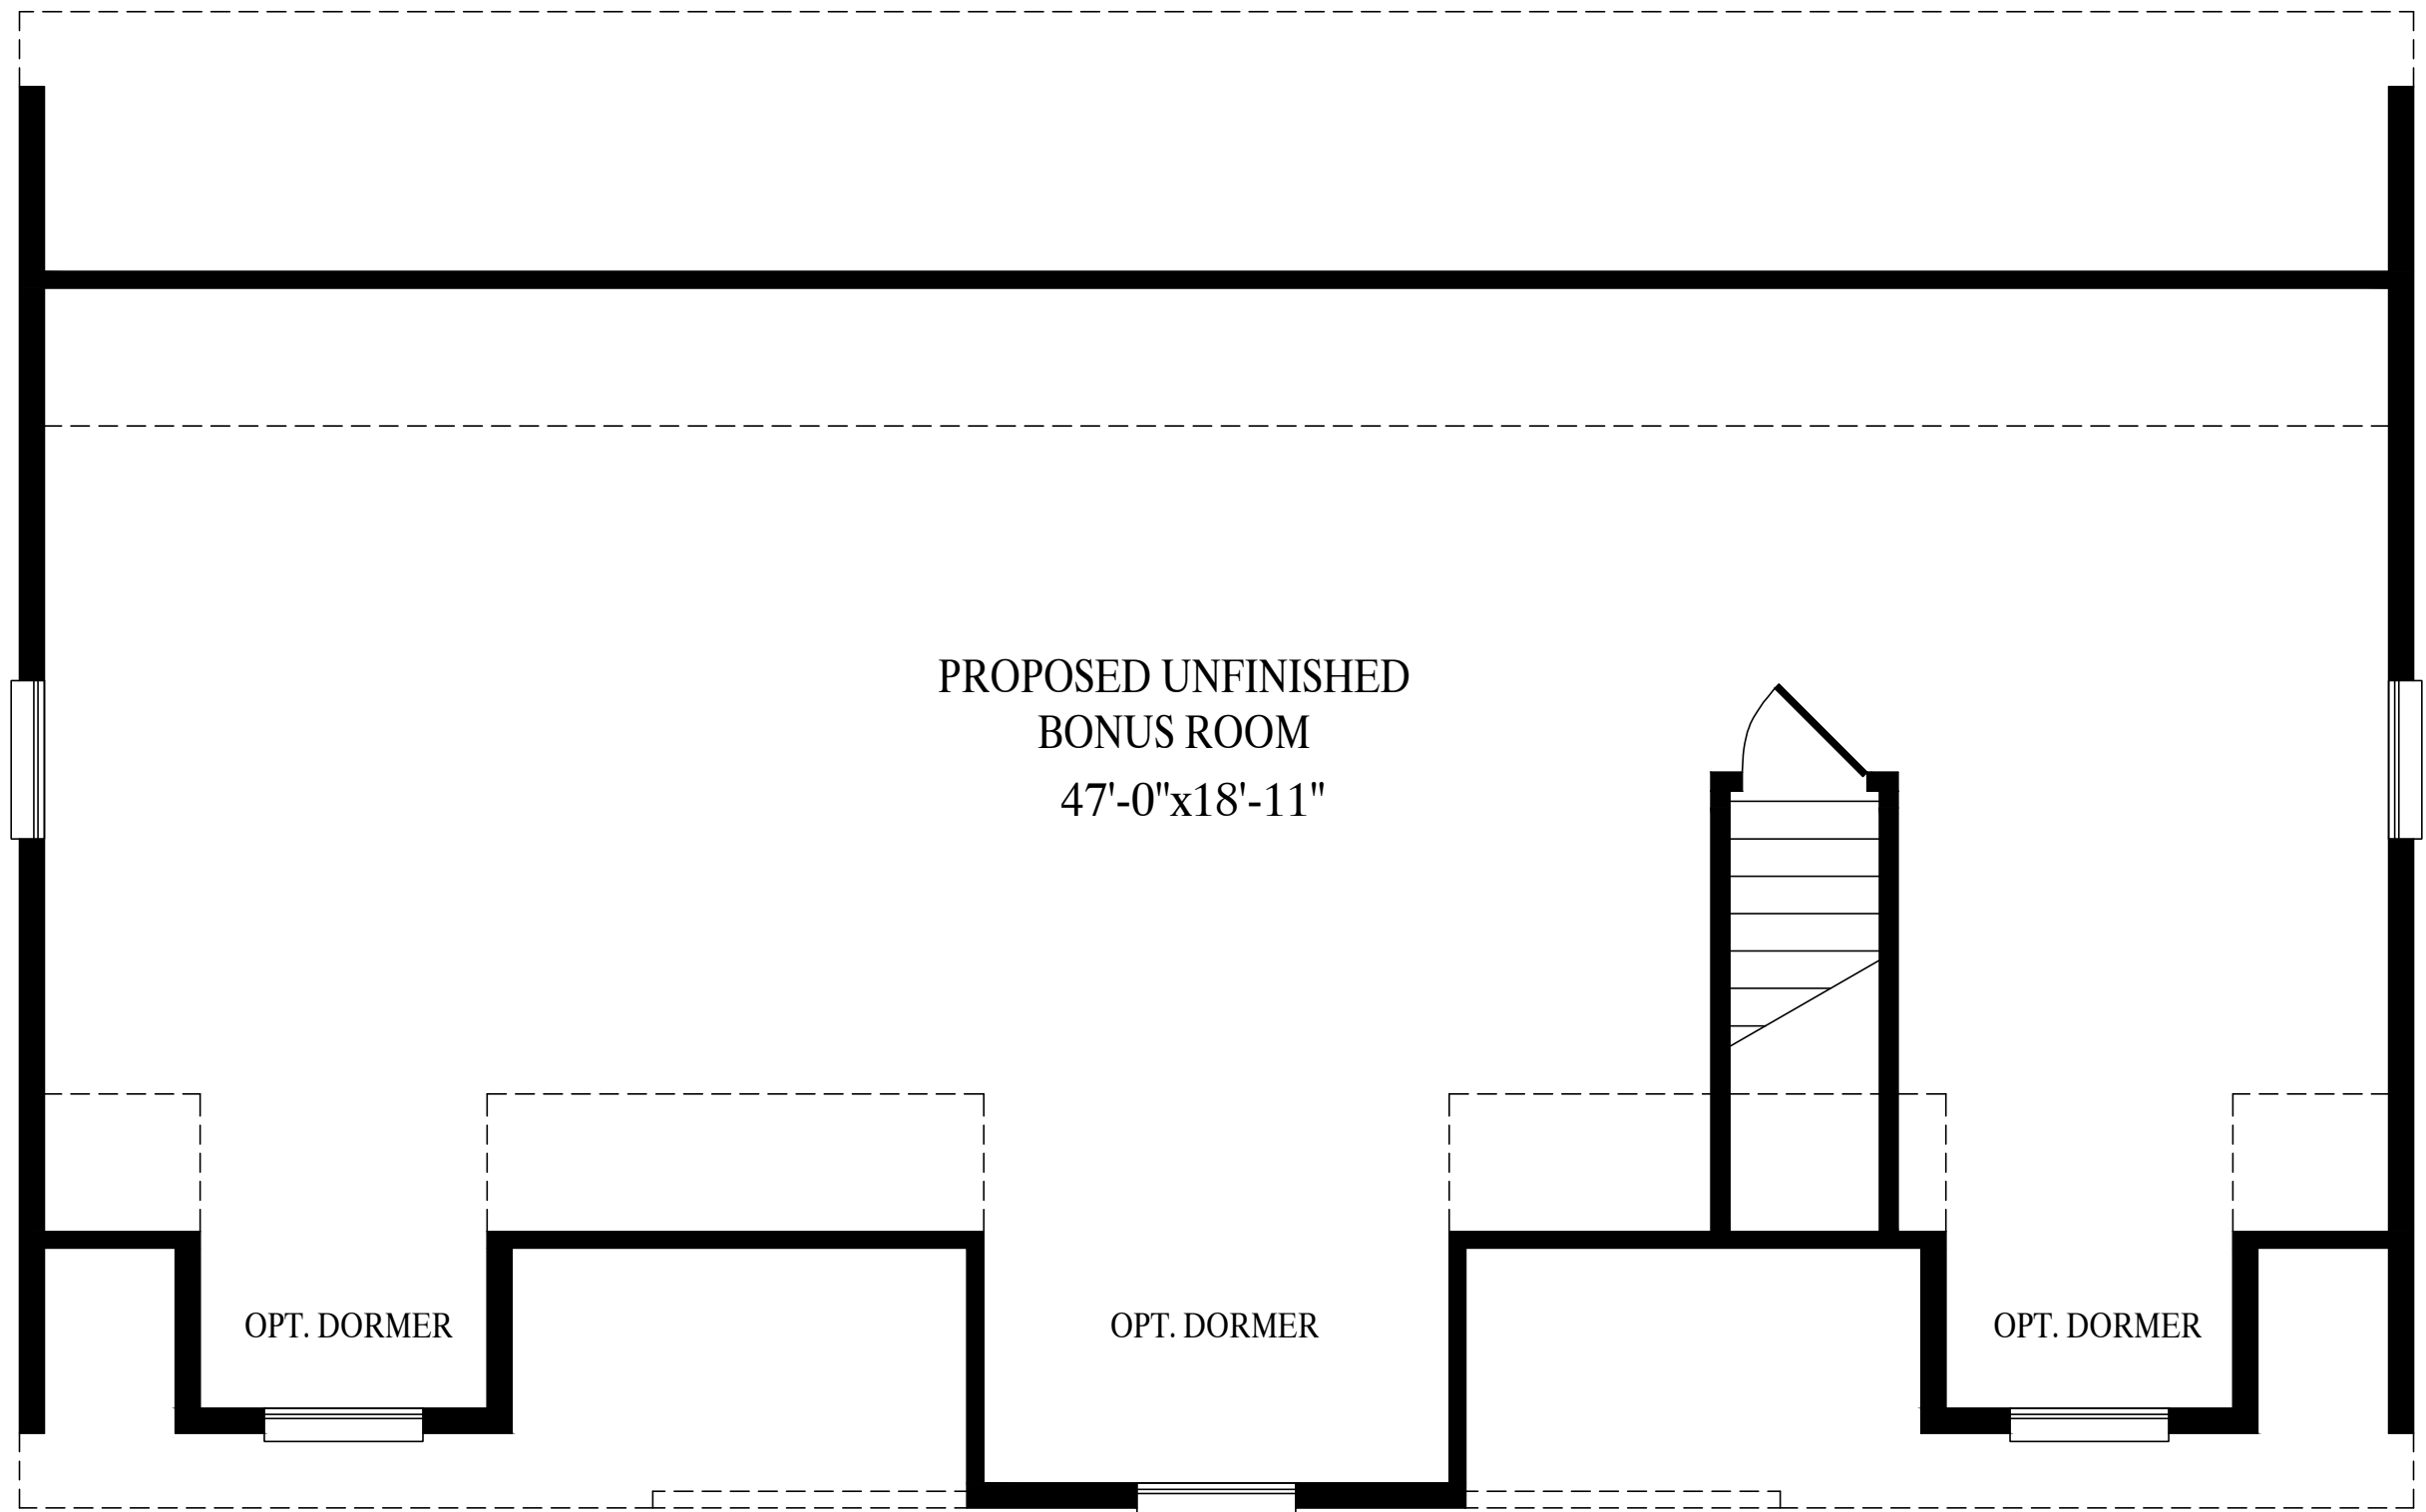 PROPOSED UNFINISHED
BONUS ROOM
47'-0"x18'-11"
OPT. DORMER
OPT. DORMER
OPT. DORMER